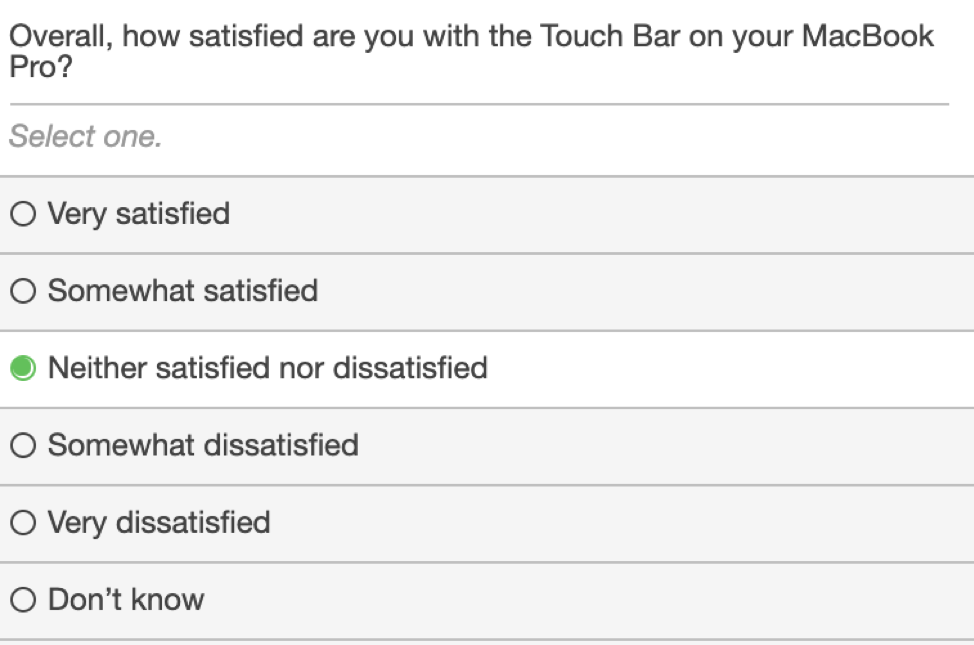 Overall, how satisfied are you with the Touch Bar on your MacBook
Pro?
Select one.
Very satisfied
Somewhat satisfied
Neither satisfied nor dissatisfied
Somewhat dissatisfied
Very dissatisfied
Don’t know